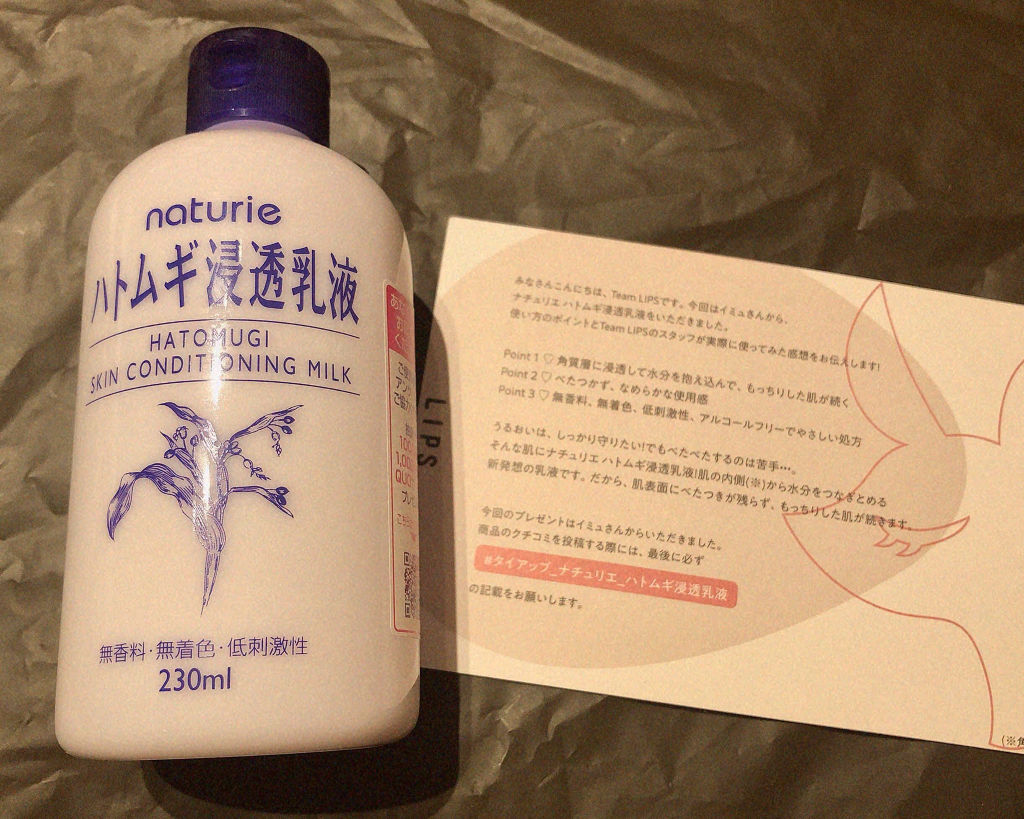 naturie
ハトムギ浸透乳液
HATOMUGI
SKIN CONDITIONING MILK
無香料・無着色・低刺激性
230ml
LIPS
みなさんこんにちは、Team LIPSです。今回はイミュさんから、
ナチュリエ ハトムギ浸透乳液をいただきました。
使い方のポイントとTeam LIPSのスタッフが実際に使ってみた感想をお伝えします!
Point 1 ♡ 角質層に浸透して水分を抱え込んで、もっちりした肌が続く
Point 2 ♡ べたつかず、なめらかな使用感
Point 3 ♡ 無香料、無着色、低刺激性、アルコールフリーでやさしい処方
うるおいは、しっかり守りたい!でもべたべたするのは苦手…。
そんな肌にナチュリエ ハトムギ浸透乳液!肌の内側(※)から水分をつなぎとめる
新発想の乳液です。だから、肌表面にべたつきが残らず、もっちりした肌が続きます。
今回のプレゼントはイミュさんからいただきました。
商品のクチコミを投稿する際には、最後に必ず
#タイアップ_ナチュリエ_ハトムギ浸透乳液
の記載をお願いします。
(※角